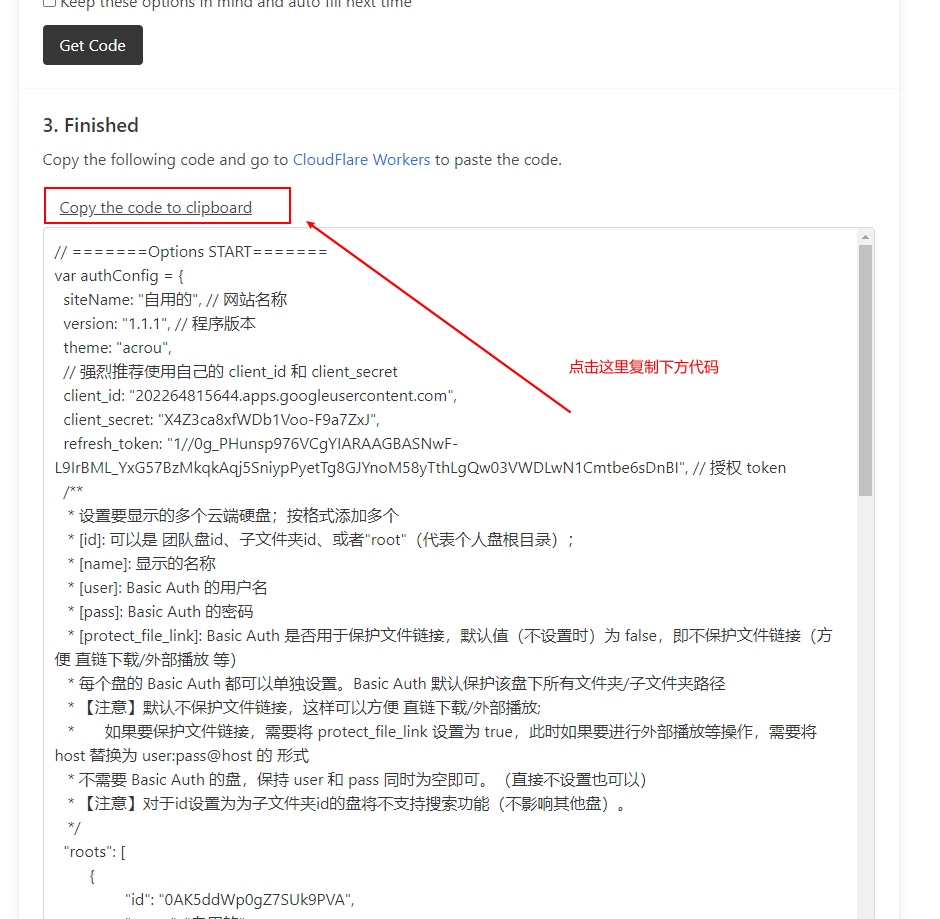 Keep these options in mind and auto fill next time
Get Code
3. Finished
Copy the following code and go to CloudFlare Workers to paste the code.
Copy the code to clipboard
// =======Options START=======
var authConfig = {
siteName: "自用的", // 网站名称
version: "1.1.1", // 程序版本
theme: "acrou",
点击这里复制下方代码
// 强烈推荐使用自己的 client_id 和 client_secret
client_id: "202264815644.apps.googleusercontent.com",
client_secret: "X4Z3ca8xfWDb1Voo-F9a7ZxJ",
refresh_token: "1//0g_PHunsp976VCgYIARAAGBASNwF-
L9IrBML_YxG57BzMkqkAqj5SniypPyetTg8GJYnoM58yTthLgQw03VWDLwN1Cmtbe6sDnBI", // 授权 token
/**
* 设置要显示的多个云端硬盘；按格式添加多个
* [id]: 可以是 团队盘id、子文件夹id、或者"root"（代表个人盘根目录）；
* [name]: 显示的名称
* [user]: Basic Auth 的用户名
* [pass]: Basic Auth 的密码
* [protect_file_link]: Basic Auth 是否用于保护文件链接，默认值（不设置时）为 false，即不保护文件链接（方
便 直链下载/外部播放 等）
* 每个盘的 Basic Auth 都可以单独设置。Basic Auth 默认保护该盘下所有文件夹/子文件夹路径
* 【注意】默认不保护文件链接，这样可以方便 直链下载/外部播放;
* 如果要保护文件链接，需要将 protect_file_link 设置为 true，此时如果要进行外部播放等操作，需要将
host 替换为 user:pass@host 的 形式
* 不需要 Basic Auth 的盘，保持 user 和 pass 同时为空即可。（直接不设置也可以）
* 【注意】对于id设置为为子文件夹id的盘将不支持搜索功能（不影响其他盘）。
*/
"roots": [
{
"id": "0AK5ddWp0gZ7SUk9PVA",